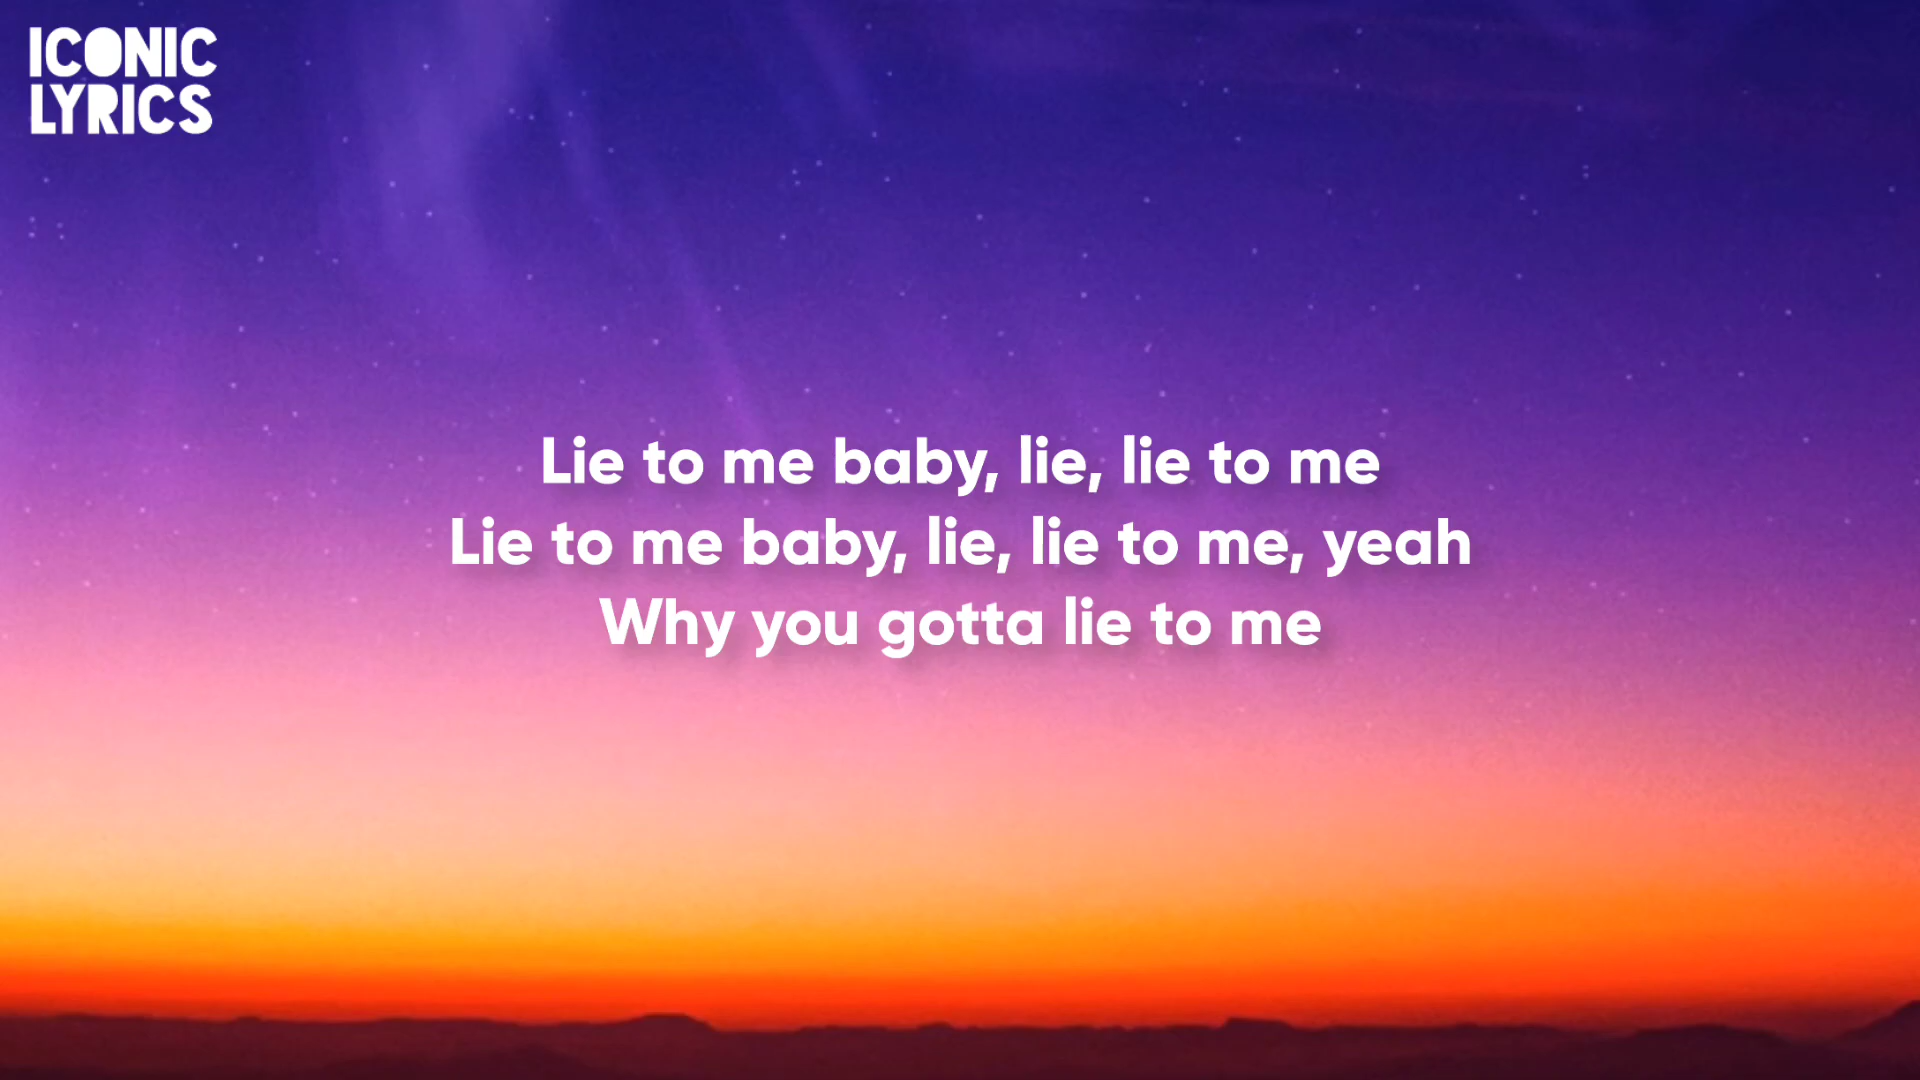 ICONIC
LYRICS
Lie to me baby, lie, lie to me
Lie to me baby, lie, lie to me, yeah
Why you gotta lie to me